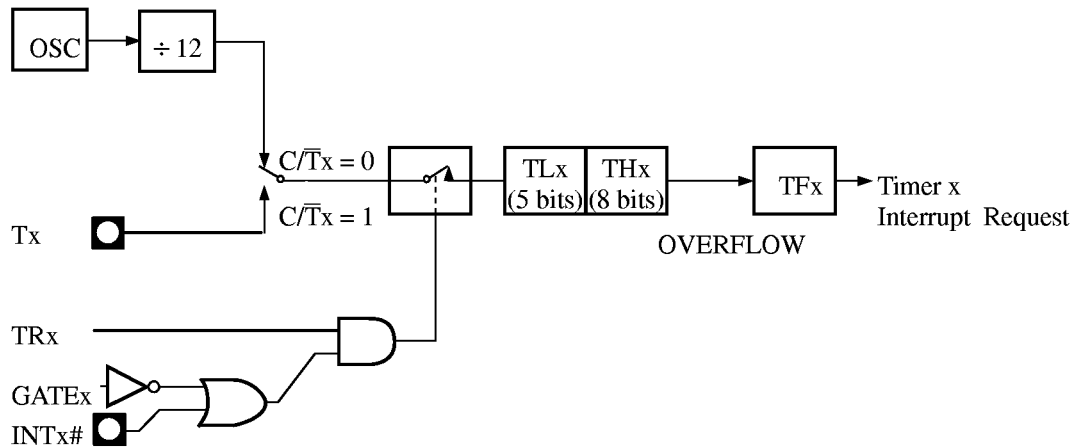 OSC
÷ 12
C/T̅x = 0
TLx
(5 bits)
THx
(8 bits)
TFx
Timer x
Interrupt Request
C/T̅x = 1
Tx
OVERFLOW
TRx
GATEx
INTx#